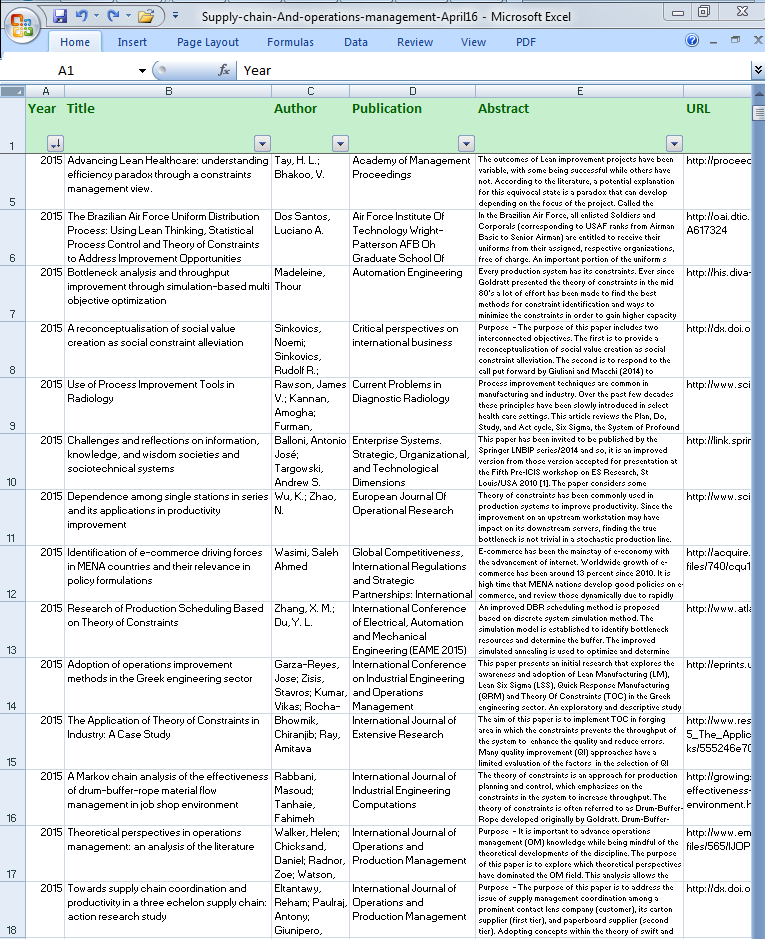 Supply-chain-And-operations-management-April16 - Microsoft Excel
Home Insert Page Layout Formulas Data Review View PDF
A1 fx Year
A B C D E
1 Year Title Author Publication Abstract URL
5 2015
Advancing Lean Healthcare: understanding
efficiency paradox through a constraints
management view.
Tay, H. L.;
Bhakoo, V.
Academy of Management
Proceedings
The outcomes of Lean improvement projects have been
variable, with some being successful while others have
not. According to the literature, a potential explanation
for this equivocal state is a paradox that can develop
depending on the focus of the project. Called the
http://proceed
6 2015
The Brazilian Air Force Uniform Distribution
Process: Using Lean Thinking, Statistical
Process Control and Theory of Constraints
to Address Improvement Opportunities
Dos Santos,
Luciano A.
Air Force Institute Of
Technology Wright-
Patterson AFB Oh
Graduate School Of
In the Brazilian Air Force, all enlisted Soldiers and
Corporals (corresponding to USAF ranks from Airman
Basic to Senior Airman) are entitled to receive their
uniforms from their assigned, respective organizations,
free of charge. An important portion of the uniform s
http://oai.dtic.
A617324
7 2015
Bottleneck analysis and throughput
improvement through simulation-based multi
objective optimization
Madeleine,
Thour
Automation Engineering
Every production system has its constraints. Ever since
Goldratt presented the theory of constraints in the mid
80's a lot of effort has been made to find the best
methods for constraint identification and ways to
minimize the constraints in order to gain higher capacity
http://his.diva-
8 2015
A reconceptualisation of social value
creation as social constraint alleviation
Sinkovics,
Noemi;
Sinkovics,
Rudolf R.;
Critical perspectives on
international business
Purpose - The purpose of this paper includes two
interconnected objectives. The first is to provide a
reconceptualisation of social value creation as social
constraint alleviation. The second is to respond to the
call put forward by Giuliani and Macchi (2014) to
http://dx.doi.o
9 2015
Use of Process Improvement Tools in
Radiology
Rawson, James
V.; Kannan,
Amogha;
Furman,
Current Problems in
Diagnostic Radiology
Process improvement techniques are common in
manufacturing and industry. Over the past few decades
these principles have been slowly introduced in select
health care settings. This article reviews the Plan, Do,
Study, and Act cycle, Six Sigma, the System of Profound
http://www.sci
10 2015
Challenges and reflections on information,
knowledge, and wisdom societies and
sociotechnical systems
Balloni, Antonio
José;
Targowski,
Andrew S.
Enterprise Systems.
Strategic, Organizational,
and Technological
Dimensions
This paper has been invited to be published by the
Springer LNBIP series/2014 and so, it is an improved
version from those version accepted for presentation at
the Fifth Pre-ICIS workshop on ES Research, St
Louis/USA 2010 [1]. The paper considers some
http://link.sprin
11 2015
Dependence among single stations in series
and its applications in productivity
improvement
Wu, K.; Zhao,
N.
European Journal Of
Operational Research
Theory of constraints has been commonly used in
production systems to improve productivity. Since the
improvement on an upstream workstation may have
impact on its downstream servers, finding the true
bottleneck is not trivial in a stochastic production line.
http://www.sci
12 2015
Identification of e-commerce driving forces
in MENA countries and their relevance in
policy formulations
Wasimi, Saleh
Ahmed
Global Competitiveness,
International Regulations
and Strategic
Partnerships: International
E-commerce has been the mainstay of e-economy with
the advancement of internet. Worldwide growth of e-
commerce has been around 13 percent since 2010. It is
high time that MENA nations develop good policies on e-
commerce, and review those dynamically due to rapidly
http://acquire.
files/740/cqu1
13 2015
Research of Production Scheduling Based
on Theory of Constraints
Zhang, X. M.;
Du, Y. L.
International Conference
of Electrical, Automation
and Mechanical
Engineering (EAME 2015)
An improved DBR scheduling method is proposed
based on discrete system simulation method. The
simulation model is established to identify bottleneck
resources and determine the buffer. The improved
simulated annealing is used to optimize and determine
http://www.atla
14 2015
Adoption of operations improvement
methods in the Greek engineering sector
Garza-Reyes,
Jose; Zisis,
Stavros; Kumar,
Vikas; Rocha-
International Conference
on Industrial Engineering
and Operations
Management
This paper presents an initial research that explores the
awareness and adoption of Lean Manufacturing (LM),
Lean Six Sigma (LSS), Quick Response Manufacturing
(QRM) and Theory Of Constraints (TOC) in the Greek
engineering sector. An exploratory and descriptive study
http://eprints.u
15 2015
The Application of Theory of Constraints in
Industry: A Case Study
Bhowmik,
Chiranjib; Ray,
Amitava
International Journal of
Extensive Research
The aim of this paper is to implement TOC in forging
area in which the constraints prevents the throughput of
the system to enhance the quality and reduce errors.
Many quality improvement (QI) approaches have a
limited evaluation of the factors in the selection of QI
http://www.res
5_The_Applic
ks/555246e70
16 2015
A Markov chain analysis of the effectiveness
of drum-buffer-rope material flow
management in job shop environment
Rabbani,
Masoud;
Tanhaie,
Fahimeh
International Journal of
Industrial Engineering
Computations
The theory of constraints is an approach for production
planning and control, which emphasizes on the
constraints in the system to increase throughput. The
theory of constraints is often referred to as Drum-Buffer-
Rope developed originally by Goldratt. Drum-Buffer-
http://growing
effectiveness-
environment.h
17 2015
Theoretical perspectives in operations
management: an analysis of the literature
Walker, Helen;
Chicksand,
Daniel; Radnor,
Zoe; Watson,
International Journal of
Operations and
Production Management
Purpose - It is important to advance operations
management (OM) knowledge while being mindful of the
theoretical developments of the discipline. The purpose
of this paper is to explore which theoretical perspectives
have dominated the OM field. This analysis allows the
http://www.em
files/565/IJOP
18 2015
Towards supply chain coordination and
productivity in a three echelon supply chain:
action research study
Eltantawy,
Reham; Paulraj,
Antony;
Giunipero,
International Journal of
Operations and
Production Management
Purpose - The purpose of this paper is to address the
issue of supply management coordination among a
prominent contact lens company (customer), its carton
supplier (first tier), and paperboard supplier (second
tier). Adopting concepts within the theory of swift and
http://dx.doi.o